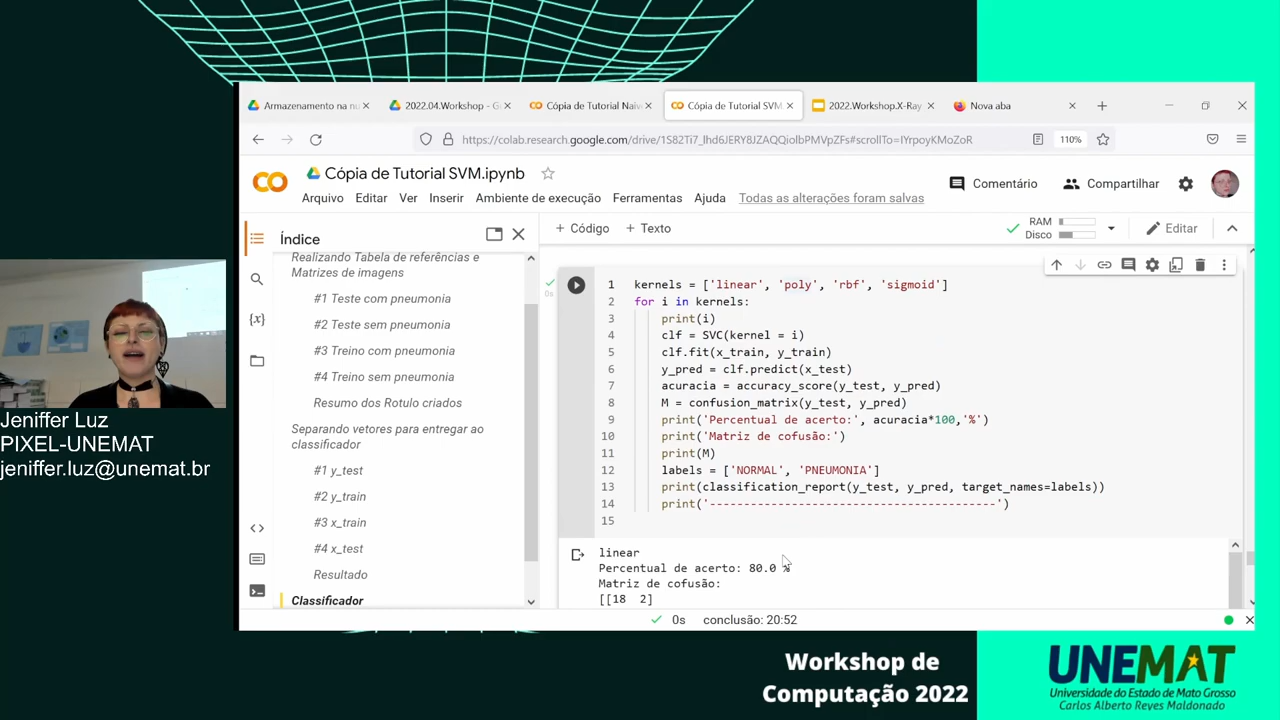 Armazenamento na nu
2022.04.Workshop - G
Cópia de Tutorial Naiv
Cópia de Tutorial SVM
2022.Workshop.X-Ray
Nova aba
https://colab.research.google.com/drive/1S82Ti7_lhd6JERY8JZAQQiolbPMVpZFs#scrollTo=IYrpoyKMoZoR
110%
Cópia de Tutorial SVM.ipynb
Comentário
Compartilhar
Arquivo Editar Ver Inserir Ambiente de execução Ferramentas Ajuda Todas as alterações foram salvas
Índice
+ Código + Texto
RAM
Disco
Editar
Realizando Tabela de referências e
Matrizes de imagens
#1 Teste com pneumonia
#2 Teste sem pneumonia
#3 Treino com pneumonia
#4 Treino sem pneumonia
Resumo dos Rotulo criados
Separando vetores para entregar ao
classificador
#1 y_test
#2 y_train
#3 x_train
#4 x_test
Resultado
Classificador
{x}
0s
1 kernels = ['linear', 'poly', 'rbf', 'sigmoid']
2 for i in kernels:
3 print(i)
4 clf = SVC(kernel = i)
5 clf.fit(x_train, y_train)
6 y_pred = clf.predict(x_test)
7 acuracia = accuracy_score(y_test, y_pred)
8 M = confusion_matrix(y_test, y_pred)
9 print('Percentual de acerto:', acuracia*100,'%')
10 print('Matriz de cofusão:')
11 print(M)
12 labels = ['NORMAL', 'PNEUMONIA']
13 print(classification_report(y_test, y_pred, target_names=labels))
14 print('------------------------------------------')
15
linear
Percentual de acerto: 80.0 %
Matriz de cofusão:
[[18 2]
0s conclusão: 20:52
Jeniffer Luz
PIXEL-UNEMAT
jeniffer.luz@unemat.br
Workshop de
Computação 2022
UNEMAT
Universidade do Estado de Mato Grosso
Carlos Alberto Reyes Maldonado